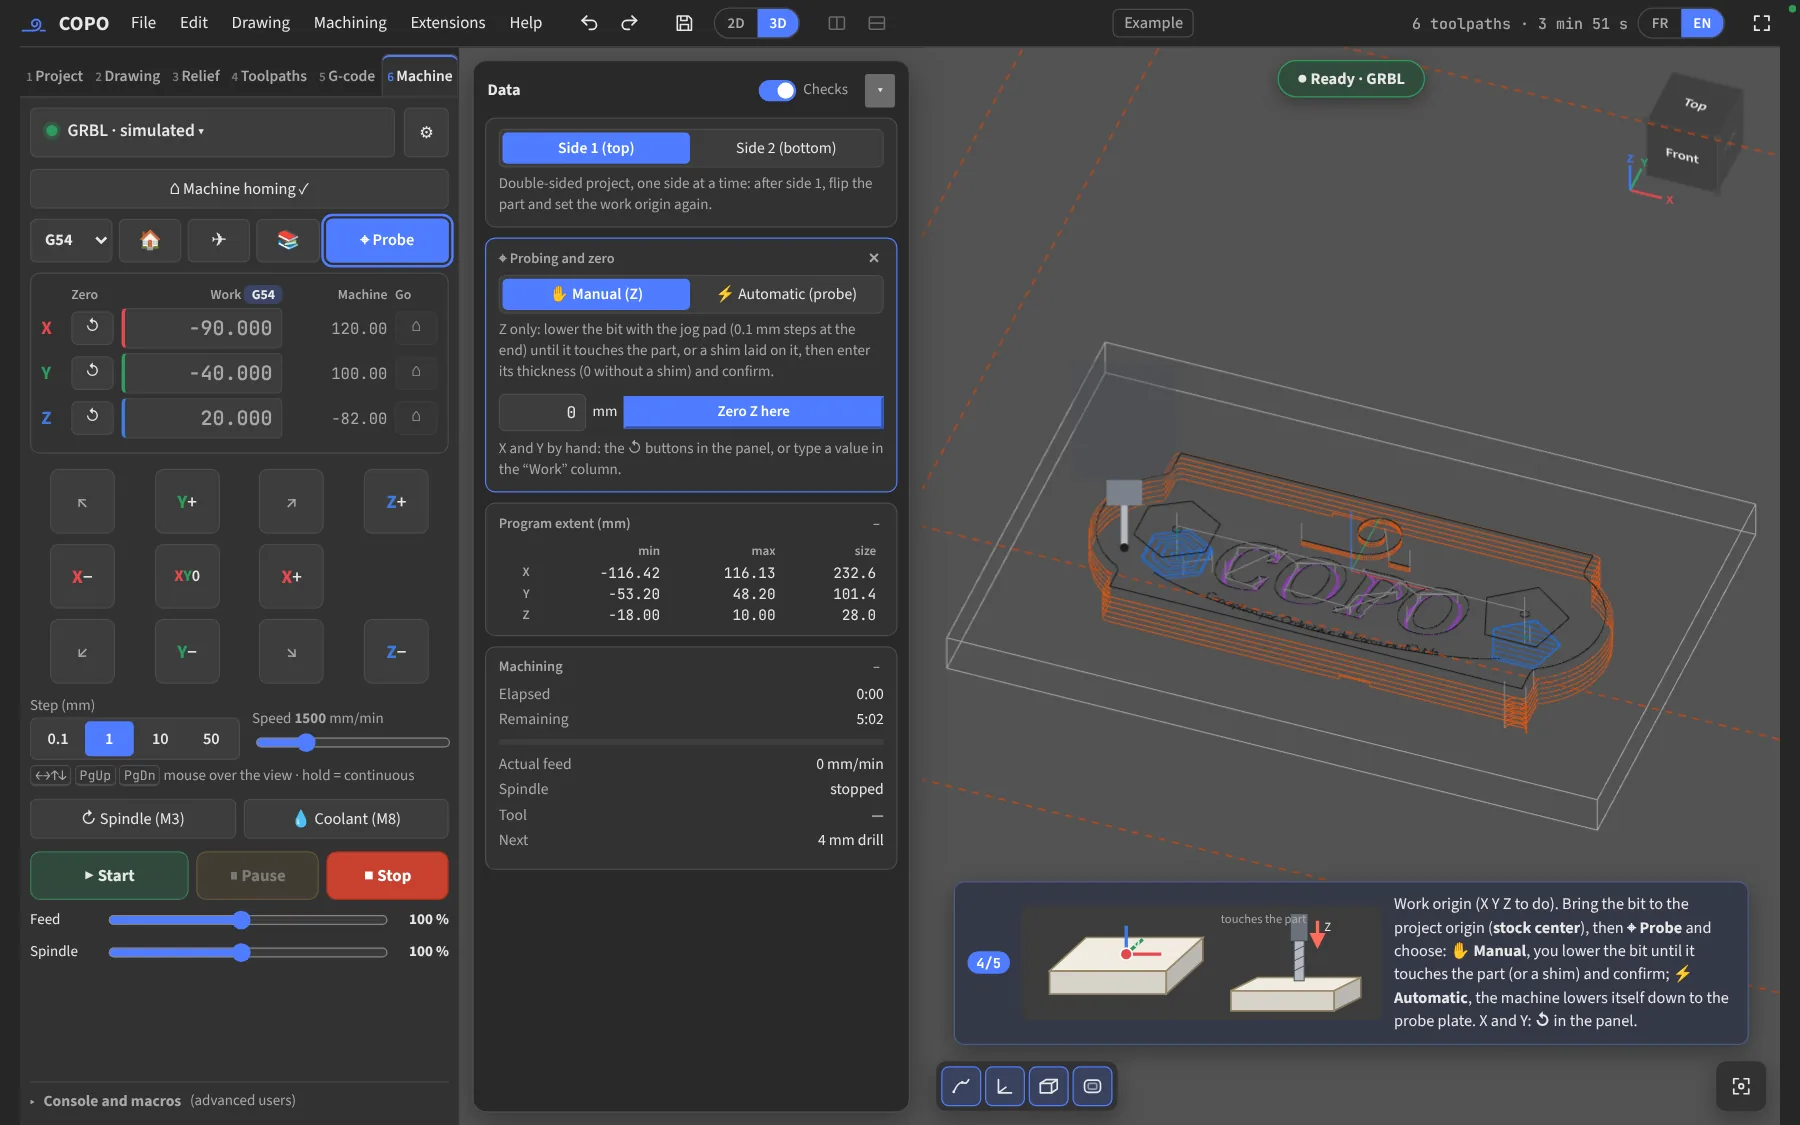 COPO File Edit Drawing Machining Extensions Help 2D 3D Example 6 toolpaths · 3 min 51 s FR EN
1 Project 2 Drawing 3 Relief 4 Toolpaths 5 G-code 6 Machine
GRBL · simulated ▾
Machine homing ✓
G54 Probe
Zero Work G54 Machine Go
X -90.000 120.00
Y -40.000 100.00
Z 20.000 -82.00
Y+ Z+
X− XY0 X+
Y− Z−
Step (mm)
0.1 1 10 50
Speed 1500 mm/min
↔↑↓ PgUp PgDn mouse over the view · hold = continuous
Spindle (M3) Coolant (M8)
Start Pause Stop
Feed 100 %
Spindle 100 %
Console and macros (advanced users)
Data Checks
Side 1 (top) Side 2 (bottom)
Double-sided project, one side at a time: after side 1, flip the
part and set the work origin again.
Probing and zero ✕
Manual (Z) Automatic (probe)
Z only: lower the bit with the jog pad (0.1 mm steps at the
end) until it touches the part, or a shim laid on it, then enter
its thickness (0 without a shim) and confirm.
0 mm Zero Z here
X and Y by hand: the ↺ buttons in the panel, or type a value in
the “Work” column.
Program extent (mm) −
min max size
X -116.42 116.13 232.6
Y -53.20 48.20 101.4
Z -18.00 10.00 28.0
Machining −
Elapsed 0:00
Remaining 5:02
Actual feed 0 mm/min
Spindle stopped
Tool —
Next 4 mm drill
Ready · GRBL
Top
Front
Z Y
X
COPO
4/5
touches the part
Z
Work origin (X Y Z to do). Bring the bit to the
project origin (stock center), then ⌖ Probe and
choose: ✋ Manual, you lower the bit until it
touches the part (or a shim) and confirm; ⚡
Automatic, the machine lowers itself down to the
probe plate. X and Y: ↺ in the panel.